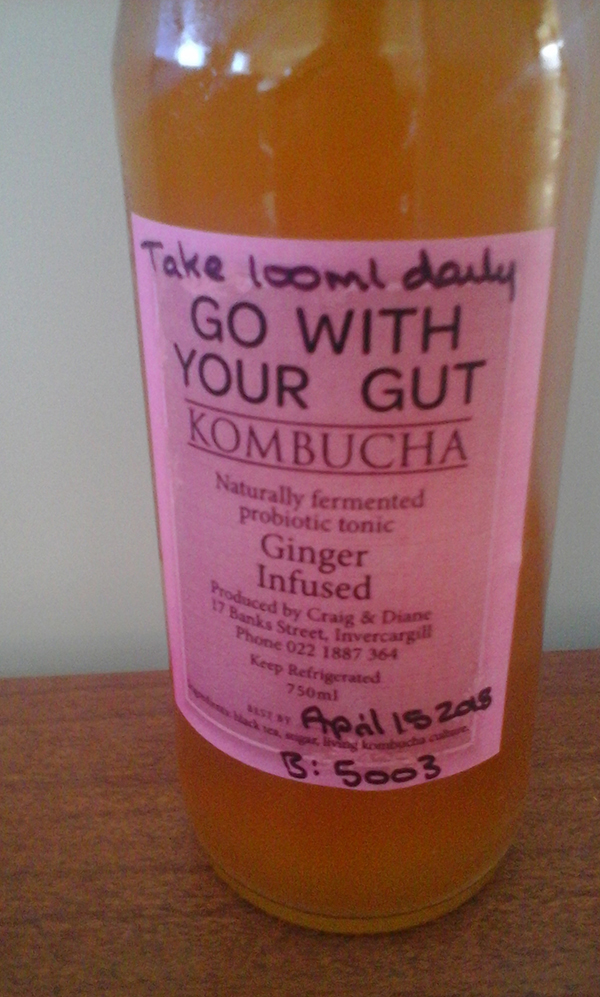 Take 100ml daily
GO WITH
YOUR GUT
KOMBUCHA
Naturally fermented
probiotic tonic
Ginger
Infused
Produced by Craig & Diane
17 Banks Street, Invercargill
Phone 022 1887 364
Keep Refrigerated
750ml
BEST BY April 15 2018
black tea, sugar, living kombucha culture.
B: 5003